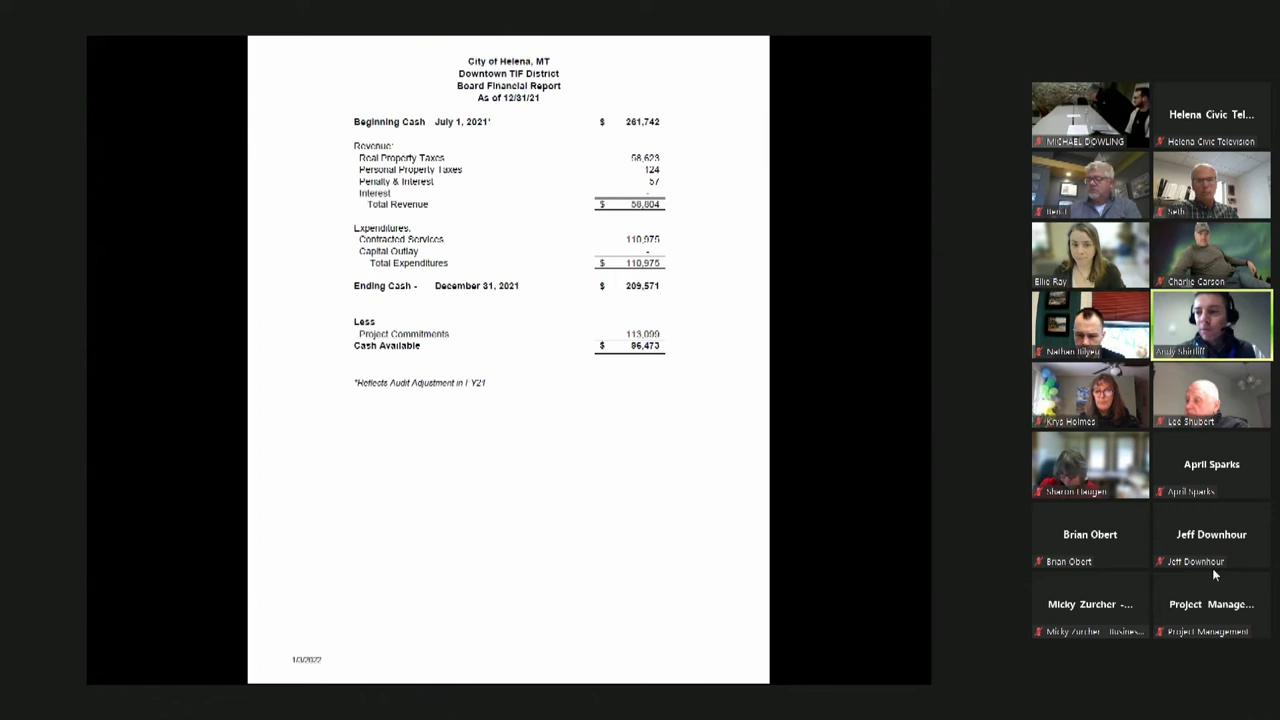 City of Helena, MT
Downtown TIF District
Board Financial Report
As of 12/31/21
Beginning Cash July 1, 2021* $ 261,742
Revenue:
Real Property Taxes 58,623
Personal Property Taxes 124
Penalty & Interest 57
Interest -
Total Revenue $ 58,804
Expenditures:
Contracted Services 110,975
Capital Outlay -
Total Expenditures $ 110,975
Ending Cash - December 31, 2021 $ 209,571
Less
Project Commitments 113,099
Cash Available $ 96,473
*Reflects Audit Adjustment in FY21
1/3/2022
MICHAEL DOWLING
Helena Civic Tel...
Helena Civic Television
Seth
Ellie Ray
Charlie Carson
Nathan Bilyeu
Andy Shirtliff
Krys Holmes
Lee Shubert
Sharon Haugen
April Sparks
April Sparks
Brian Obert
Brian Obert
Jeff Downhour
Jeff Downhour
Micky Zurcher -...
Micky Zurcher - Busines...
Project Manage...
Project Management